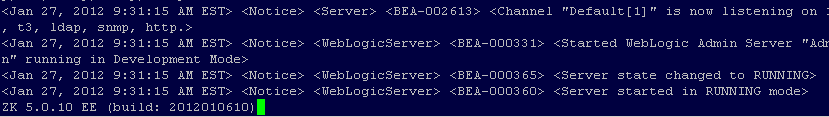 <Jan 27, 2012 9:31:15 AM EST> <Notice> <Server> <BEA-002613> <Channel "Default[1]" is now listening on
, t3, ldap, snmp, http.>
<Jan 27, 2012 9:31:15 AM EST> <Notice> <WebLogicServer> <BEA-000331> <Started WebLogic Admin Server "Ad
n" running in Development Mode>
<Jan 27, 2012 9:31:15 AM EST> <Notice> <WebLogicServer> <BEA-000365> <Server state changed to RUNNING>
<Jan 27, 2012 9:31:15 AM EST> <Notice> <WebLogicServer> <BEA-000360> <Server started in RUNNING mode>
ZK 5.0.10 EE (build: 2012010610)